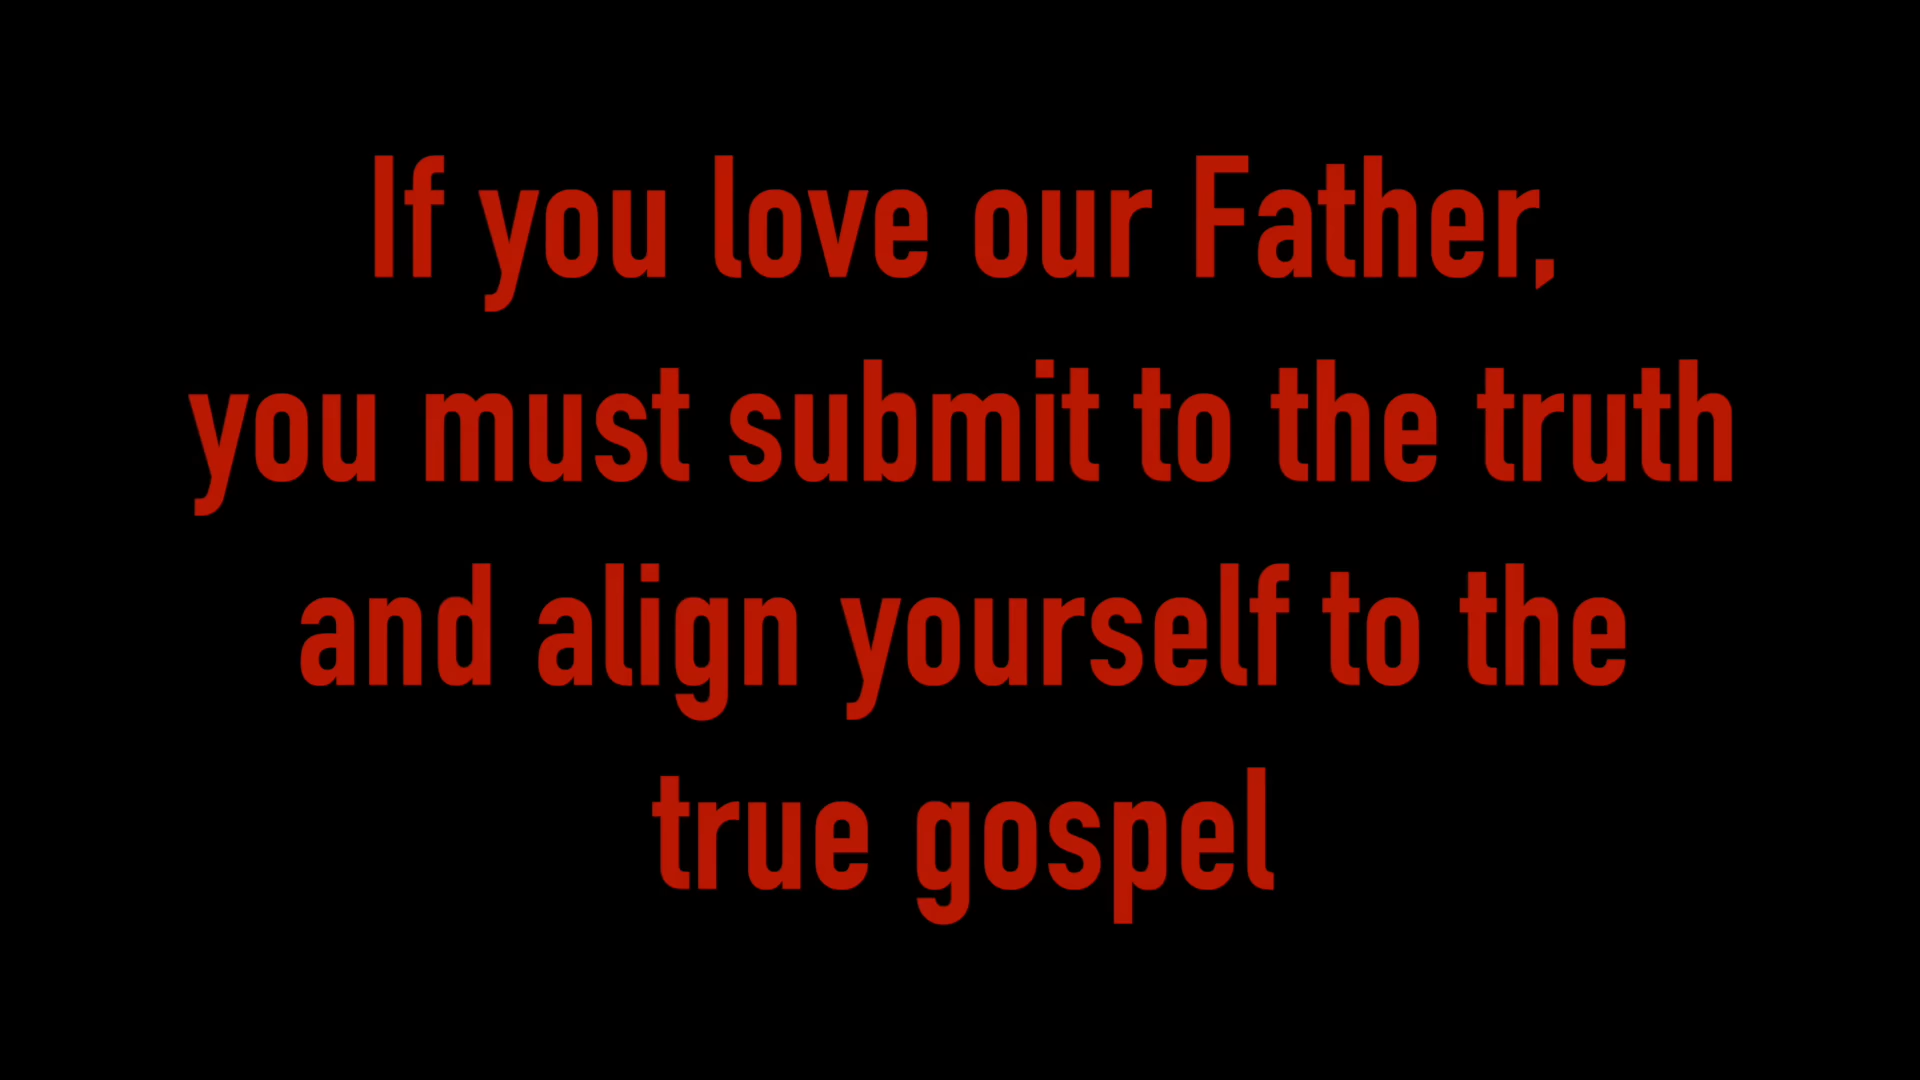 If you love our Father,
you must submit to the truth
and align yourself to the
true gospel